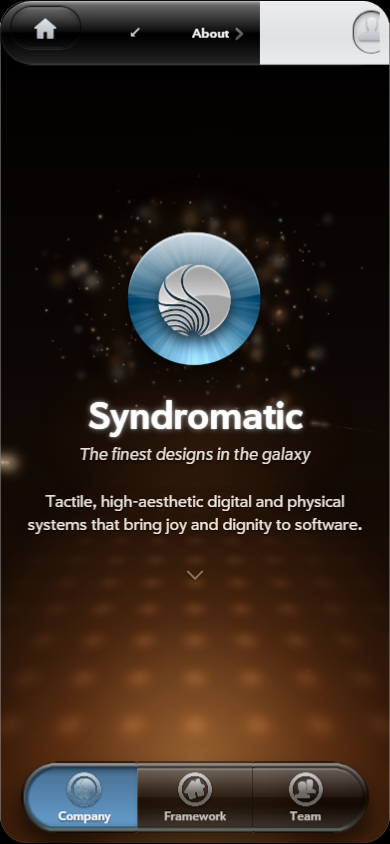 About
Syndromatic
The finest designs in the galaxy
Tactile, high-aesthetic digital and physical
systems that bring joy and dignity to software.
Company
Framework
Team